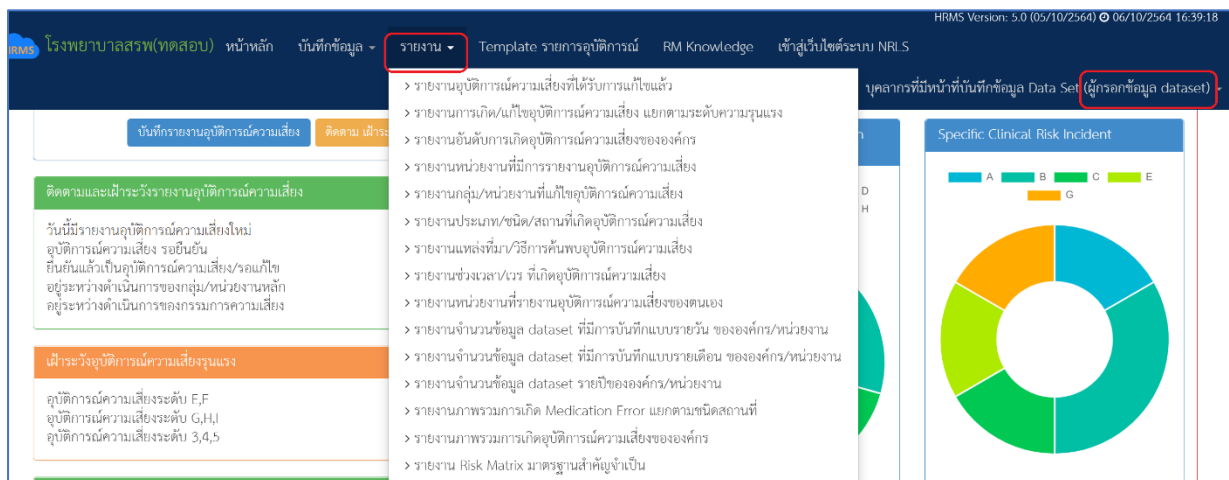 HRMS Version: 5.0 (05/10/2564) 06/10/2564 16:39:18
HRMS โรงพยาบาลสรพ(ทดสอบ) หน้าหลัก บันทึกข้อมูล รายงาน Template รายการอุบัติการณ์ RM Knowledge เข้าสู่เว็บไซต์ระบบ NRLS
บุคลากรที่มีหน้าที่บันทึกข้อมูล Data Set (ผู้กรอกข้อมูล dataset)
> รายงานอุบัติการณ์ความเสี่ยงที่ได้รับการแก้ไขแล้ว
> รายงานการเกิด/แก้ไขอุบัติการณ์ความเสี่ยง แยกตามระดับความรุนแรง
> รายงานอันดับการเกิดอุบัติการณ์ความเสี่ยงขององค์กร
> รายงานหน่วยงานที่มีการรายงานอุบัติการณ์ความเสี่ยง
> รายงานกลุ่ม/หน่วยงานที่แก้ไขอุบัติการณ์ความเสี่ยง
> รายงานประเภท/ชนิด/สถานที่เกิดอุบัติการณ์ความเสี่ยง
> รายงานแหล่งที่มา/วิธีการค้นพบอุบัติการณ์ความเสี่ยง
> รายงานช่วงเวลา/เวร ที่เกิดอุบัติการณ์ความเสี่ยง
> รายงานหน่วยงานที่รายงานอุบัติการณ์ความเสี่ยงของตนเอง
> รายงานจำนวนข้อมูล dataset ที่มีการบันทึกแบบรายวัน ขององค์กร/หน่วยงาน
> รายงานจำนวนข้อมูล dataset ที่มีการบันทึกแบบรายเดือน ขององค์กร/หน่วยงาน
> รายงานจำนวนข้อมูล dataset รายปีขององค์กร/หน่วยงาน
> รายงานภาพรวมการเกิด Medication Error แยกตามชนิดสถานที่
> รายงานภาพรวมการเกิดอุบัติการณ์ความเสี่ยงขององค์กร
> รายงาน Risk Matrix มาตรฐานสำคัญจำเป็น
บันทึกรายงานอุบัติการณ์ความเสี่ยง ติดตาม เฝ้าระ
ติดตามและเฝ้าระวังรายงานอุบัติการณ์ความเสี่ยง
วันนี้มีรายงานอุบัติการณ์ความเสี่ยงใหม่
อุบัติการณ์ความเสี่ยง รอยืนยัน
ยืนยันแล้วเป็นอุบัติการณ์ความเสี่ยง/รอแก้ไข
อยู่ระหว่างดำเนินการของกลุ่ม/หน่วยงานหลัก
อยู่ระหว่างดำเนินการของกรรมการความเสี่ยง
เฝ้าระวังอุบัติการณ์ความเสี่ยงรุนแรง
อุบัติการณ์ความเสี่ยงระดับ E,F
อุบัติการณ์ความเสี่ยงระดับ G,H,I
อุบัติการณ์ความเสี่ยงระดับ 3,4,5
n
D
H
Specific Clinical Risk Incident
A B C E
G